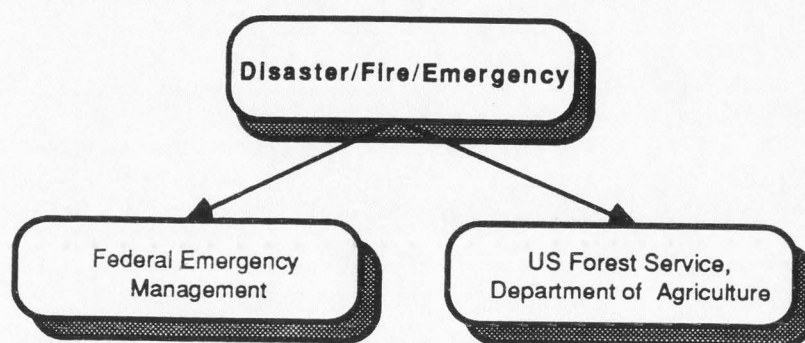 Disaster/Fire/Emergency
Federal Emergency
Management
US Forest Service,
Department of Agriculture